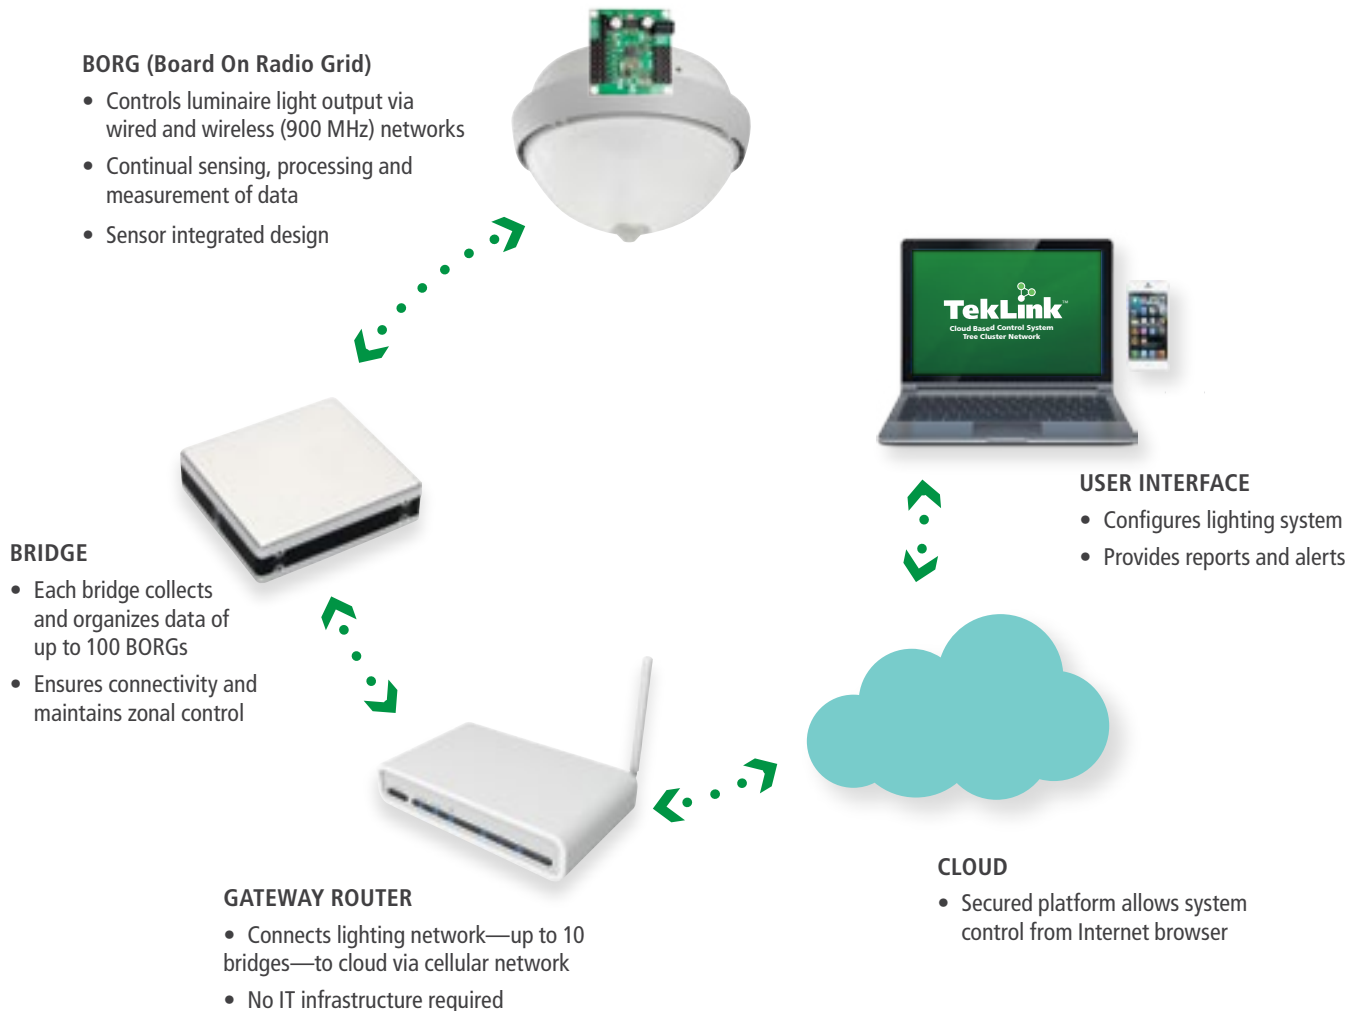 BORG (Board On Radio Grid)
• Controls luminaire light output via
wired and wireless (900 MHz) networks
• Continual sensing, processing and
measurement of data
• Sensor integrated design
TekLink™
Cloud Based Control System
Tree Cluster Network
USER INTERFACE
• Configures lighting system
• Provides reports and alerts
BRIDGE
• Each bridge collects
and organizes data of
up to 100 BORGs
• Ensures connectivity and
maintains zonal control
GATEWAY ROUTER
• Connects lighting network—up to 10
bridges—to cloud via cellular network
• No IT infrastructure required
CLOUD
• Secured platform allows system
control from Internet browser